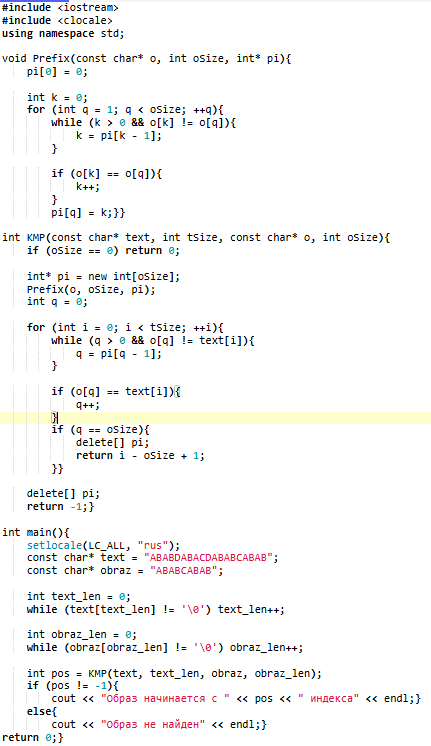 #include <iostream>
#include <clocale>
using namespace std;

void Prefix(const char* o, int oSize, int* pi){
    pi[0] = 0;

    int k = 0;
    for (int q = 1; q < oSize; ++q){
        while (k > 0 && o[k] != o[q]){
            k = pi[k - 1];
        }

        if (o[k] == o[q]){
            k++;
        }
        pi[q] = k;}}

int KMP(const char* text, int tSize, const char* o, int oSize){
    if (oSize == 0) return 0;

    int* pi = new int[oSize];
    Prefix(o, oSize, pi);
    int q = 0;

    for (int i = 0; i < tSize; ++i){
        while (q > 0 && o[q] != text[i]){
            q = pi[q - 1];
        }

        if (o[q] == text[i]){
            q++;
        }
        if (q == oSize){
            delete[] pi;
            return i - oSize + 1;
        }}

    delete[] pi;
    return -1;}

int main(){
    setlocale(LC_ALL, "rus");
    const char* text = "ABABDABACDABABCABAB";
    const char* obraz = "ABABCABAB";

    int text_len = 0;
    while (text[text_len] != '\0') text_len++;

    int obraz_len = 0;
    while (obraz[obraz_len] != '\0') obraz_len++;

    int pos = KMP(text, text_len, obraz, obraz_len);
    if (pos != -1){
        cout << "Образ начинается с " << pos << " индекса" << endl;}
    else{
        cout << "Образ не найден" << endl;}
return 0;}